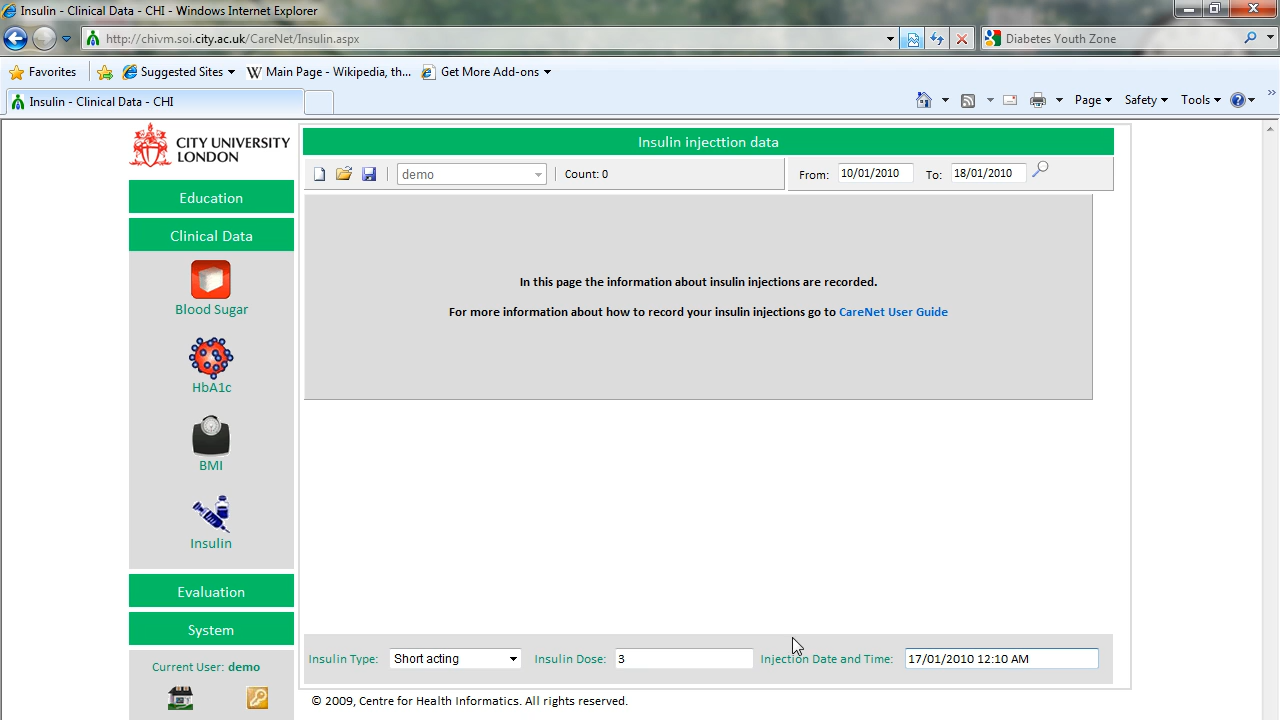 Insulin - Clinical Data - CHI - Windows Internet Explorer
http://chivm.soi.city.ac.uk/CareNet/Insulin.aspx
Diabetes Youth Zone
Favorites
Suggested Sites
Main Page - Wikipedia, th...
Get More Add-ons
Insulin - Clinical Data - CHI
Page
Safety
Tools
»
CITY UNIVERSITY
LONDON
Insulin injecttion data
demo
Count: 0
From: 10/01/2010 To: 18/01/2010
Education
Clinical Data
Blood Sugar
HbA1c
BMI
Insulin
Evaluation
System
Current User: demo
In this page the information about insulin injections are recorded.
For more information about how to record your insulin injections go to CareNet User Guide
Insulin Type: Short acting Insulin Dose: 3 Injection Date and Time: 17/01/2010 12:10 AM
© 2009, Centre for Health Informatics. All rights reserved.